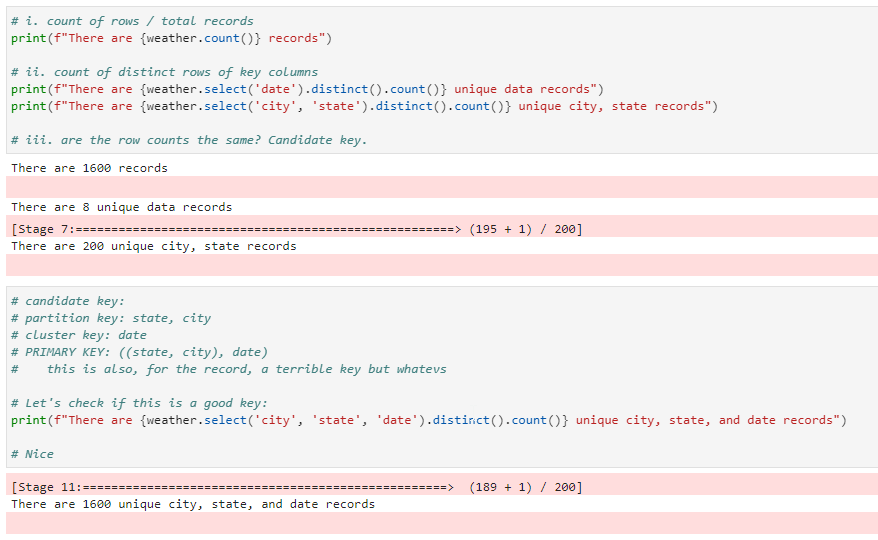 # i. count of rows / total records
print(f"There are {weather.count()} records")
# ii. count of distinct rows of key columns
print(f"There are {weather.select('date').distinct().count()} unique data records")
print(f"There are {weather.select('city', 'state').distinct().count()} unique city, state records")
# iii. are the row counts the same? Candidate key.
There are 1600 records
There are 8 unique data records
[Stage 7:=====================================================> (195 + 1) / 200]
There are 200 unique city, state records
# candidate key:
# partition key: state, city
# cluster key: date
# PRIMARY KEY: ((state, city), date)
#    this is also, for the record, a terrible key but whatevs
# Let's check if this is a good key:
print(f"There are {weather.select('city', 'state', 'date').distinct().count()} unique city, state, and date records")
# Nice
[Stage 11:===================================================>  (189 + 1) / 200]
There are 1600 unique city, state, and date records